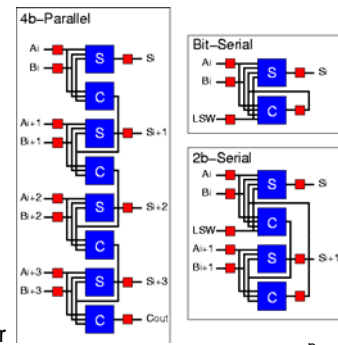 4b-Parallel
Ai
Bi
S
Si
C
Ai+1
Bi+1
S
Si+1
C
Ai+2
Bi+2
S
Si+2
C
Ai+3
Bi+3
S
Si+3
C
Cout
r
Bit-Serial
Ai
Bi
S
Si
C
LSW
2b-Serial
Ai
Bi
S
Si
C
LSW
Ai+1
Bi+1
S
Si+1
C
n